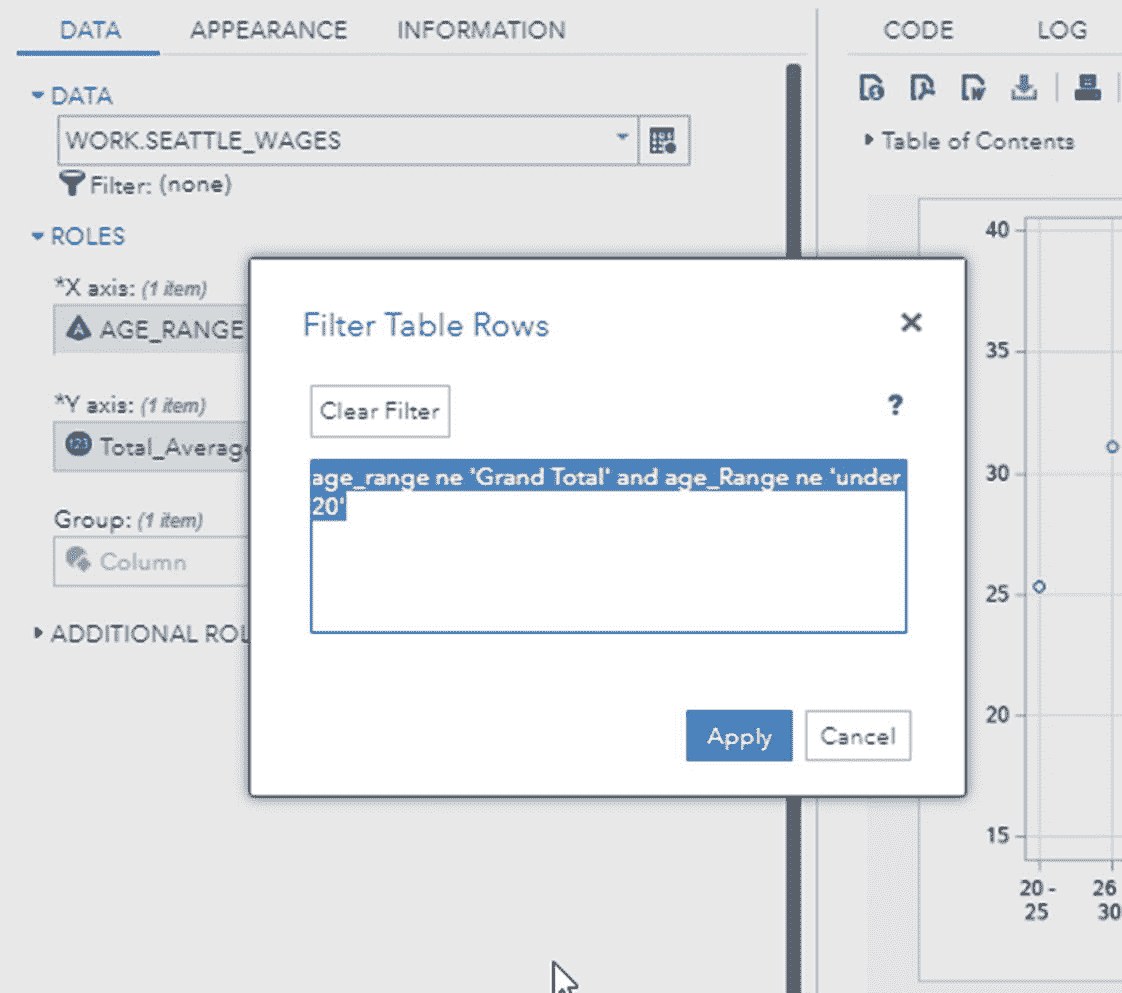 DATA APPEARANCE INFORMATION
DATA
WORK.SEATTLE_WAGES
Filter: (none)
ROLES
*X axis: (1 item)
AGE_RANGE
*Y axis: (1 item)
123 Total_Average
Group: (1 item)
Column
ADDITIONAL ROL
Filter Table Rows
Clear Filter
?
age_range ne 'Grand Total' and age_Range ne 'under
20'
Apply Cancel
CODE LOG
Table of Contents
40
35
30
25
20
15
20 - 26
25 30